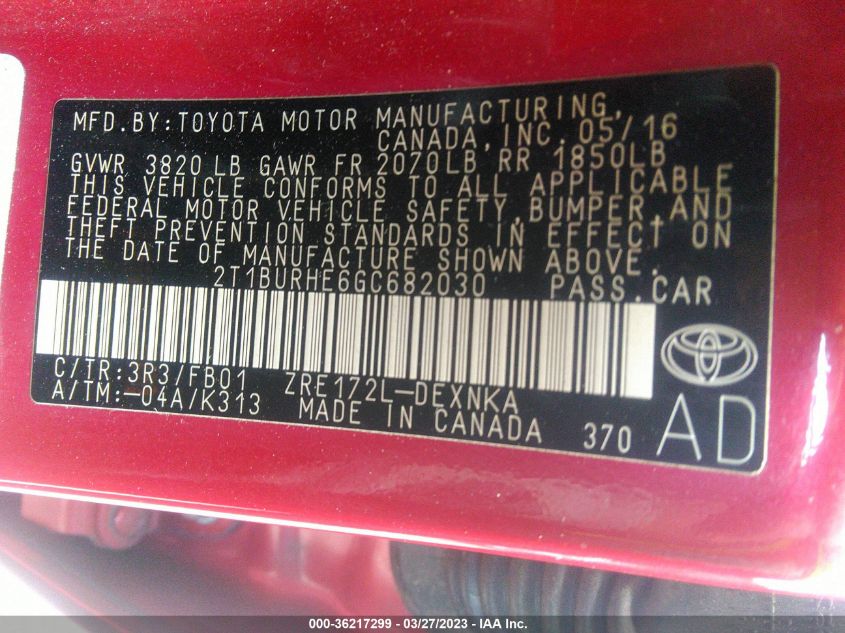 MFD.BY:TOYOTA MOTOR MANUFACTURING,
CANADA,INC.05/16
GVWR 3820 LB GAWR FR 2070LB RR 1850LB
THIS VEHICLE CONFORMS TO ALL APPLICABLE
FEDERAL MOTOR VEHICLE SAFETY,BUMPER,AND
THEFT PREVENTION STANDARDS IN EFFECT ON
THE DATE OF MANUFACTURE SHOWN ABOVE.
2T1BURHE6GC682030 PASS.CAR
C/TR:3R3/FB01 ZRE172L-DEXNKA
A/TM:-04A/K313 MADE IN CANADA 370 AD
000-36217299 — 03/27/2023 — IAA Inc.